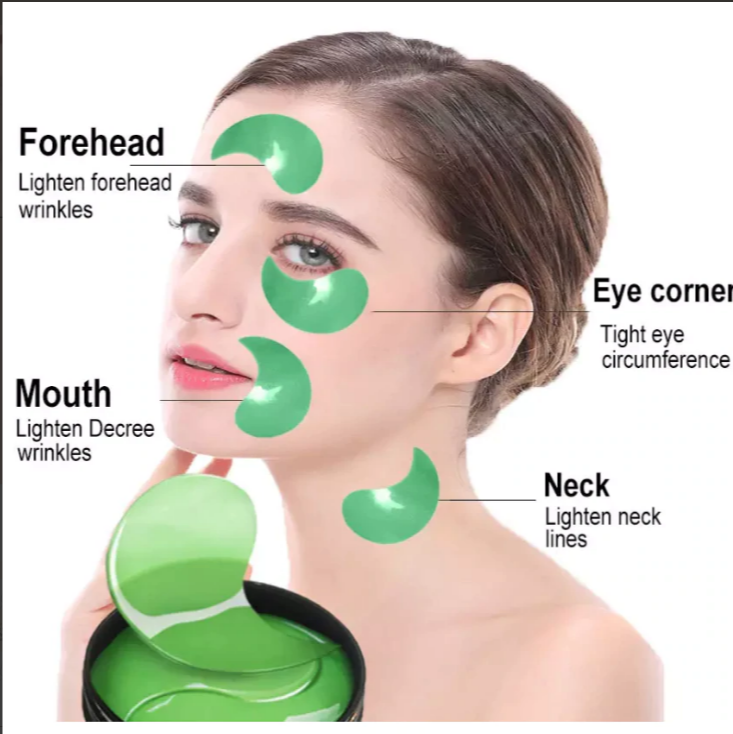 Forehead
Lighten forehead
wrinkles
Eye corner
Tight eye
circumference
Mouth
Lighten Decree
wrinkles
Neck
Lighten neck
lines